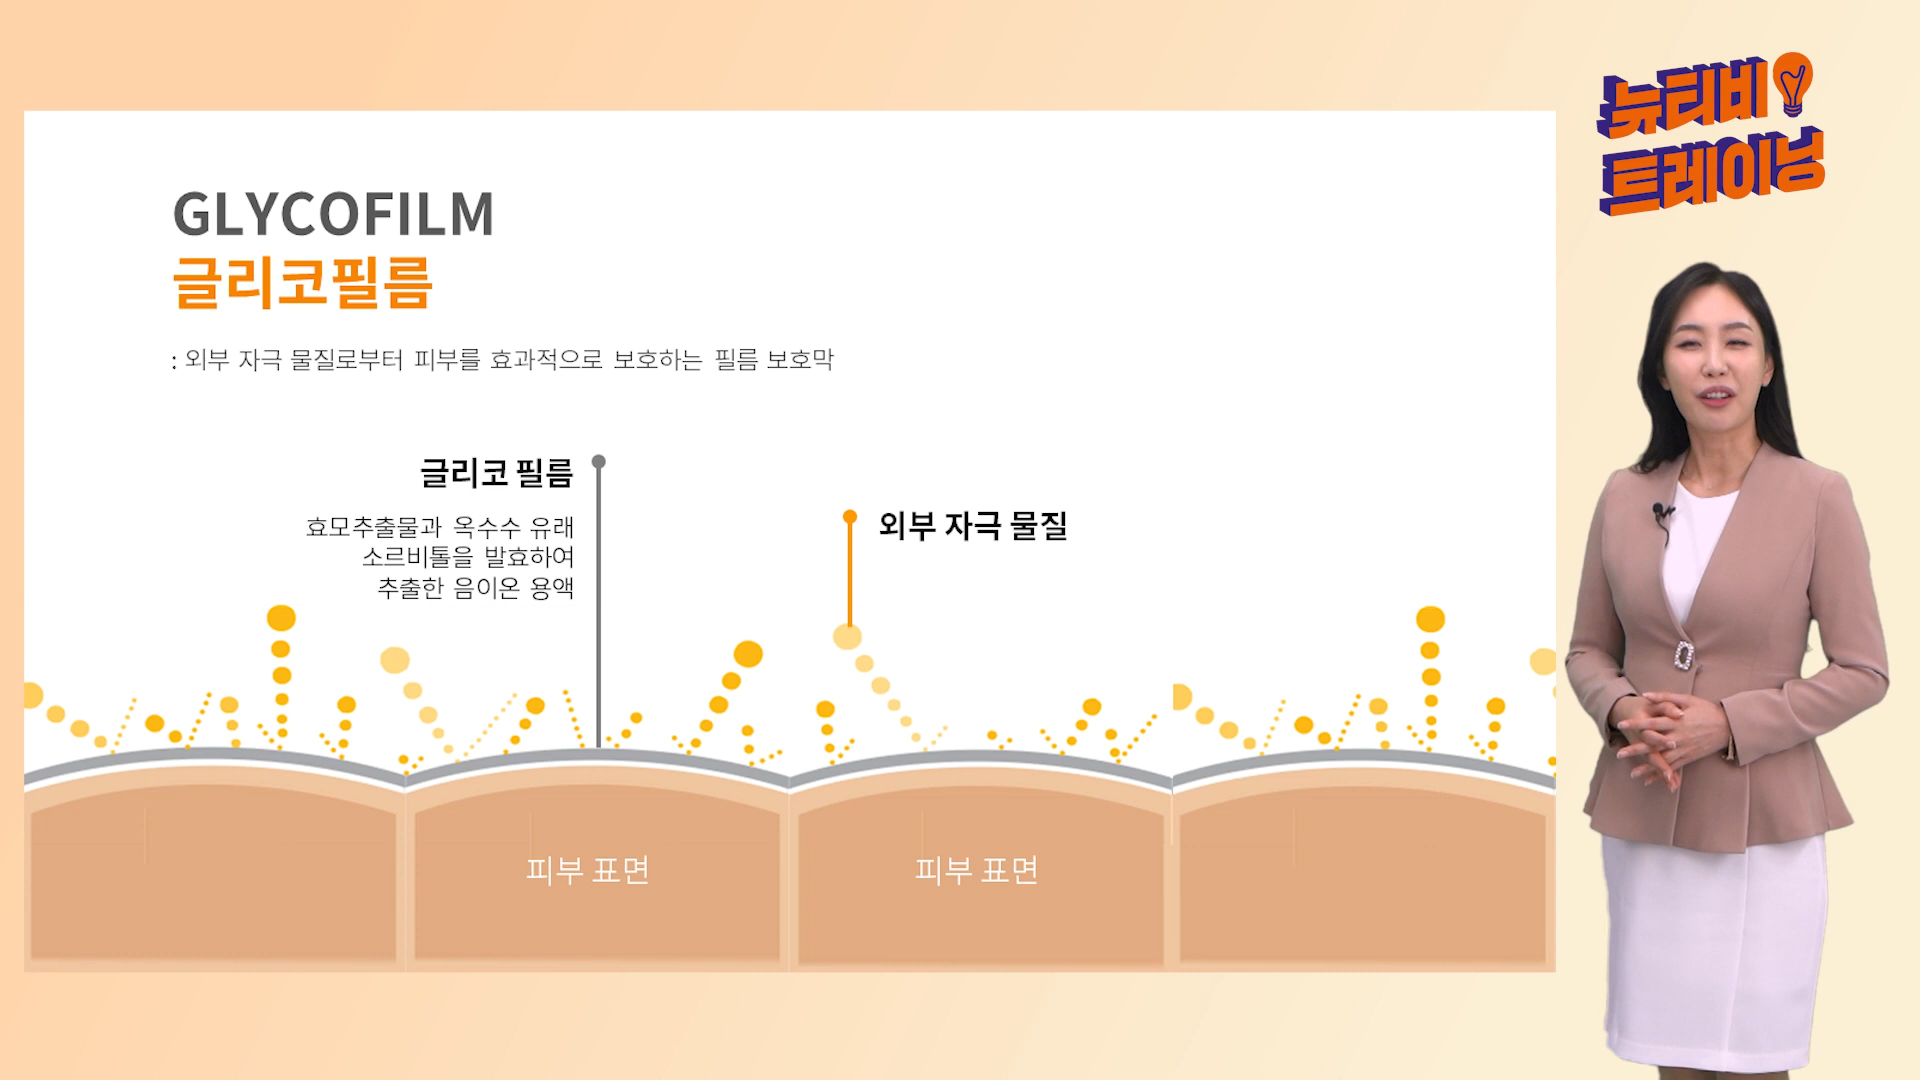 뉴티비
트레이닝
GLYCOFILM
글리코필름
: 외부 자극 물질로부터 피부를 효과적으로 보호하는 필름 보호막
글리코 필름
효모추출물과 옥수수 유래
소르비톨을 발효하여
추출한 음이온 용액
외부 자극 물질
피부 표면
피부 표면